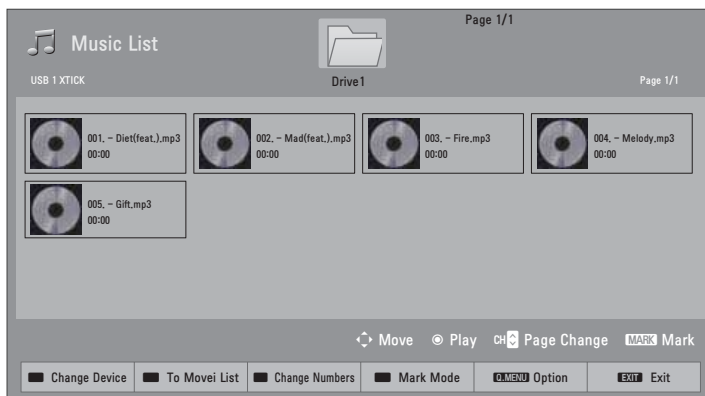 Page 1/1
Music List
Drive1
USB 1 XTICK
Page 1/1
001. - Diet(feat.).mp3
00:00
002. - Mad(feat.).mp3
00:00
003. - Fire.mp3
00:00
004. - Melody.mp3
00:00
005. - Gift.mp3
00:00
Move Play CH Page Change MARK Mark
Change Device To Movei List Change Numbers Mark Mode Q.MENU Option EXIT Exit